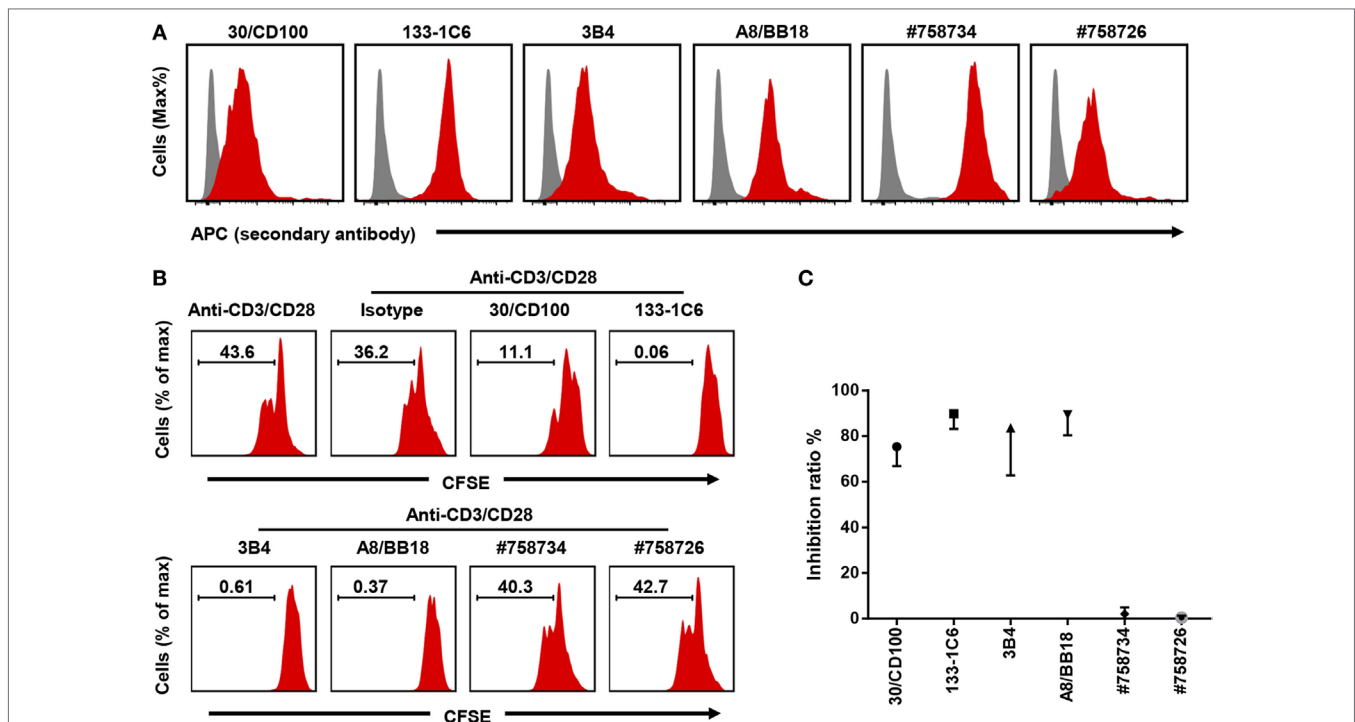 A
30/CD100 133-1C6 3B4 A8/BB18 #758734 #758726
Cells (Max%)
APC (secondary antibody)
B
Anti-CD3/CD28
Anti-CD3/CD28 Isotype 30/CD100 133-1C6
Cells (% of max)
43.6 36.2 11.1 0.06
CFSE
Anti-CD3/CD28
3B4 A8/BB18 #758734 #758726
Cells (% of max)
0.61 0.37 40.3 42.7
CFSE
C
Inhibition ratio %
100
80
60
40
20
0
30/CD100
133-1C6
3B4
A8/BB18
#758734
#758726